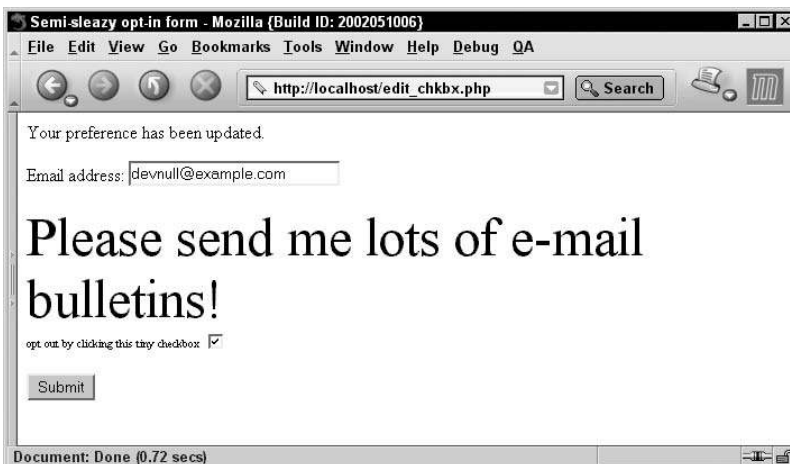 Semi-sleazy opt-in form - Mozilla {Build ID: 2002051006}
File Edit View Go Bookmarks Tools Window Help Debug QA
http://localhost/edit_chkbx.php Search
Your preference has been updated.
Email address: devnull@example.com
Please send me lots of e-mail
bulletins!
opt out by clicking this tiny checkbox
Submit
Document: Done (0.72 secs)